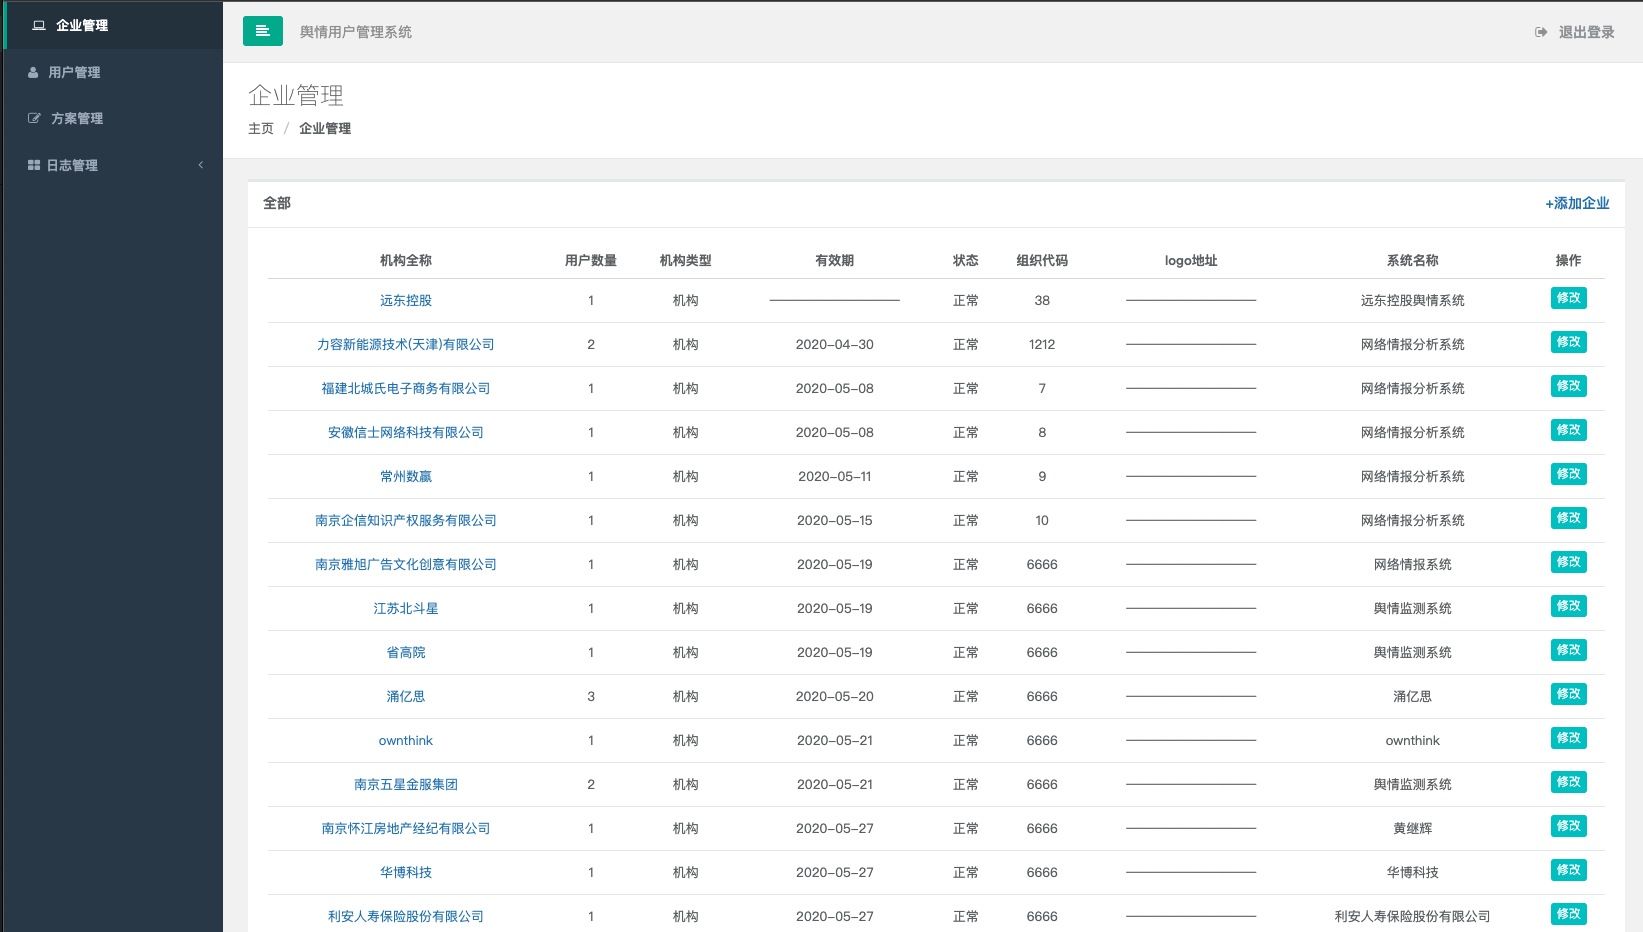 企业管理
用户管理
方案管理
日志管理
舆情用户管理系统
退出登录
企业管理
主页 / 企业管理
全部
+添加企业
机构全称 用户数量 机构类型 有效期 状态 组织代码 logo地址 系统名称 操作
远东控股 1 机构 —————————— 正常 38 —————————— 远东控股舆情系统 修改
力容新能源技术(天津)有限公司 2 机构 2020-04-30 正常 1212 —————————— 网络情报分析系统 修改
福建北城氏电子商务有限公司 1 机构 2020-05-08 正常 7 —————————— 网络情报分析系统 修改
安徽信士网络科技有限公司 1 机构 2020-05-08 正常 8 —————————— 网络情报分析系统 修改
常州数赢 1 机构 2020-05-11 正常 9 —————————— 网络情报分析系统 修改
南京企信知识产权服务有限公司 1 机构 2020-05-15 正常 10 —————————— 网络情报分析系统 修改
南京雅旭广告文化创意有限公司 1 机构 2020-05-19 正常 6666 —————————— 网络情报系统 修改
江苏北斗星 1 机构 2020-05-19 正常 6666 —————————— 舆情监测系统 修改
省高院 1 机构 2020-05-19 正常 6666 —————————— 舆情监测系统 修改
涌亿思 3 机构 2020-05-20 正常 6666 —————————— 涌亿思 修改
ownthink 1 机构 2020-05-21 正常 6666 —————————— ownthink 修改
南京五星金服集团 2 机构 2020-05-21 正常 6666 —————————— 舆情监测系统 修改
南京怀江房地产经纪有限公司 1 机构 2020-05-27 正常 6666 —————————— 黄继辉 修改
华博科技 1 机构 2020-05-27 正常 6666 —————————— 华博科技 修改
利安人寿保险股份有限公司 1 机构 2020-05-27 正常 6666 —————————— 利安人寿保险股份有限公司 修改